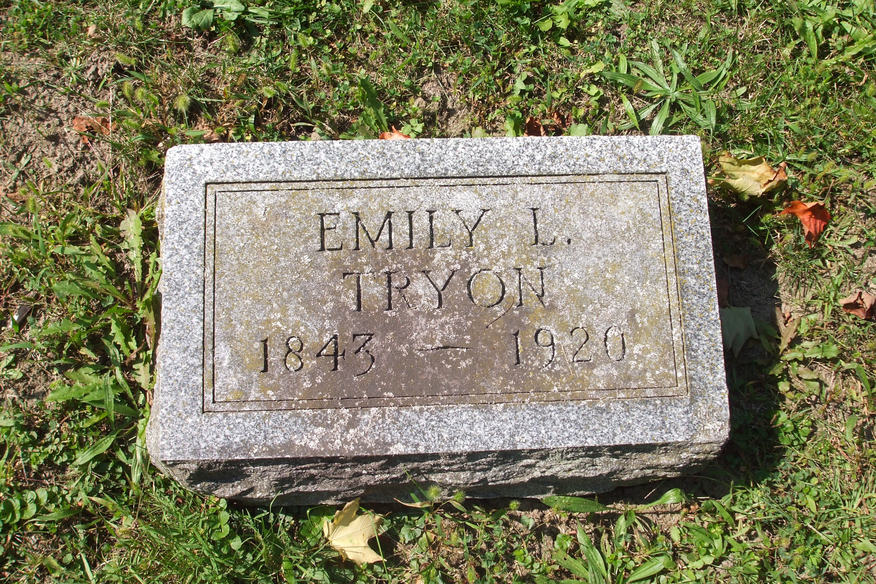 EMILY L.
TRYON
1843 – 1920